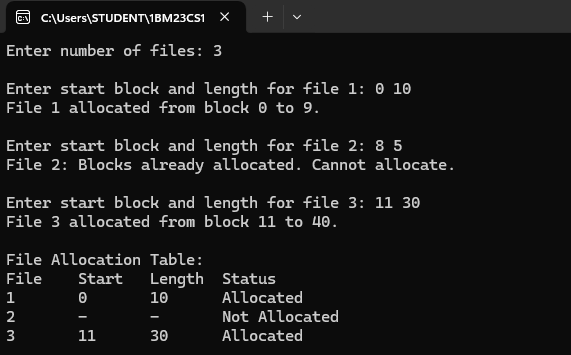 C:\Users\STUDENT\1BM23CS1
Enter number of files: 3
Enter start block and length for file 1: 0 10
File 1 allocated from block 0 to 9.
Enter start block and length for file 2: 8 5
File 2: Blocks already allocated. Cannot allocate.
Enter start block and length for file 3: 11 30
File 3 allocated from block 11 to 40.
File Allocation Table:
File Start Length Status
1 0 10 Allocated
2 - - Not Allocated
3 11 30 Allocated